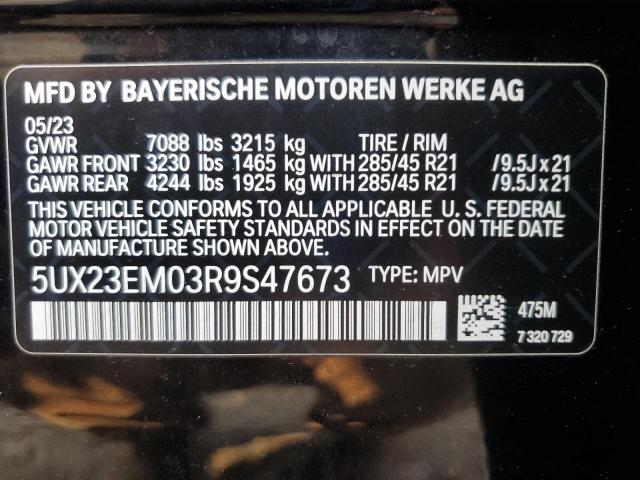 MFD BY BAYERISCHE MOTOREN WERKE AG
05/23
GVWR 7088 lbs 3215 kg TIRE / RIM
GAWR FRONT 3230 lbs 1465 kg WITH 285/45 R21 /9.5J x 21
GAWR REAR 4244 lbs 1925 kg WITH 285/45 R21 /9.5J x 21
THIS VEHICLE CONFORMS TO ALL APPLICABLE U. S. FEDERAL
MOTOR VEHICLE SAFETY STANDARDS IN EFFECT ON THE DATE
OF MANUFACTURE SHOWN ABOVE.
5UX23EM03R9S47673 TYPE: MPV
475M
7 320 729